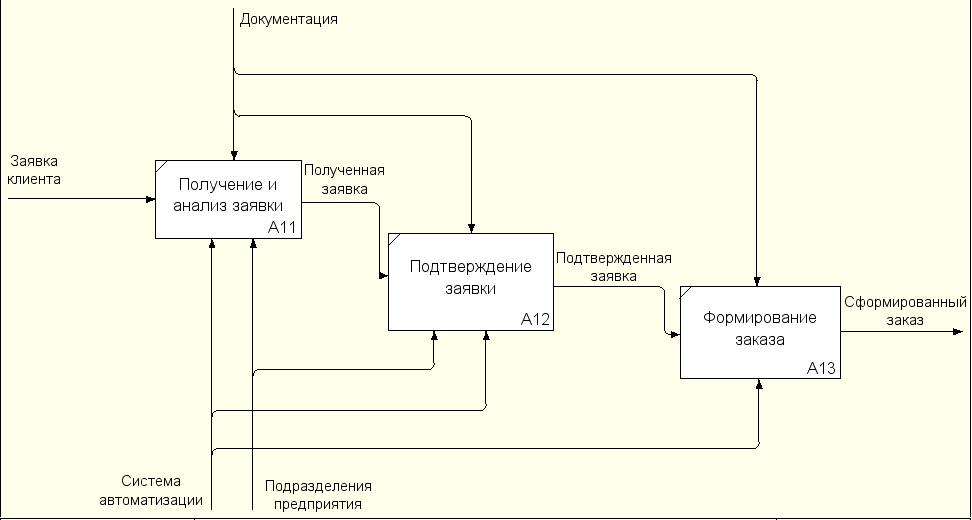 Документация
Заявка
клиента
Получение и
анализ заявки
A11
Полученная
заявка
Подтверждение
заявки
A12
Подтвержденная
заявка
Формирование
заказа
A13
Сформированный
заказ
Система
автоматизации
Подразделения
предприятия